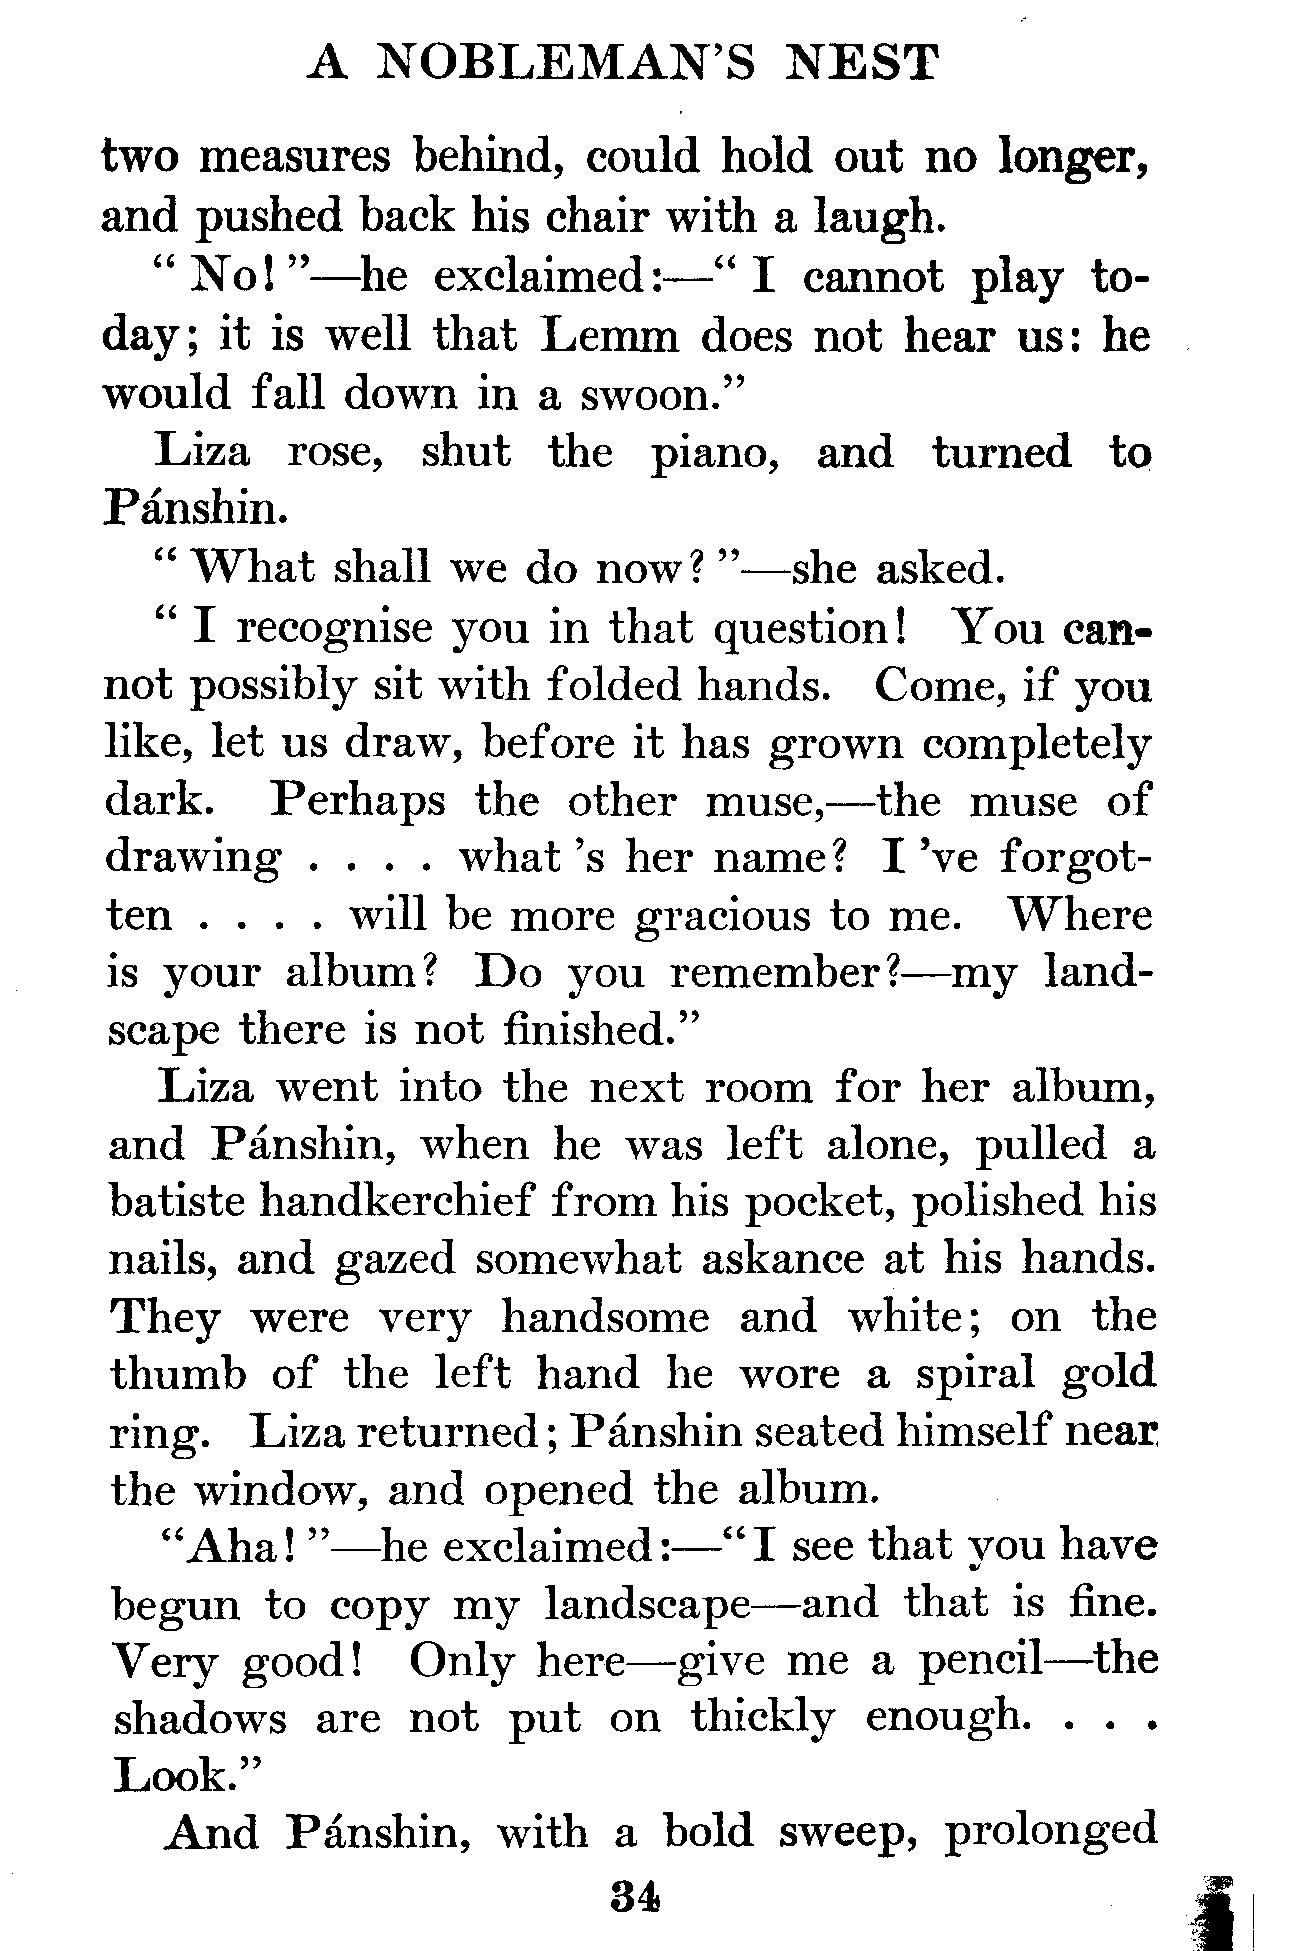 A NOBLEMAN'S NEST
two measures behind, could hold out no longer,
and pushed back his chair with a laugh.
“ No! ”—he exclaimed:—“ I cannot play to-
day; it is well that Lemm does not hear us: he
would fall down in a swoon.”
Liza rose, shut the piano, and turned to
Pánshin.
“ What shall we do now? ”—she asked.
“ I recognise you in that question! You can-
not possibly sit with folded hands. Come, if you
like, let us draw, before it has grown completely
dark. Perhaps the other muse,—the muse of
drawing . . . . what 's her name? I 've forgot-
ten . . . . will be more gracious to me. Where
is your album? Do you remember?—my land-
scape there is not finished.”
Liza went into the next room for her album,
and Pánshin, when he was left alone, pulled a
batiste handkerchief from his pocket, polished his
nails, and gazed somewhat askance at his hands.
They were very handsome and white; on the
thumb of the left hand he wore a spiral gold
ring. Liza returned; Pánshin seated himself near
the window, and opened the album.
“Aha! ”—he exclaimed:—“I see that you have
begun to copy my landscape—and that is fine.
Very good! Only here—give me a pencil—the
shadows are not put on thickly enough. . . .
Look.”
And Pánshin, with a bold sweep, prolonged
34